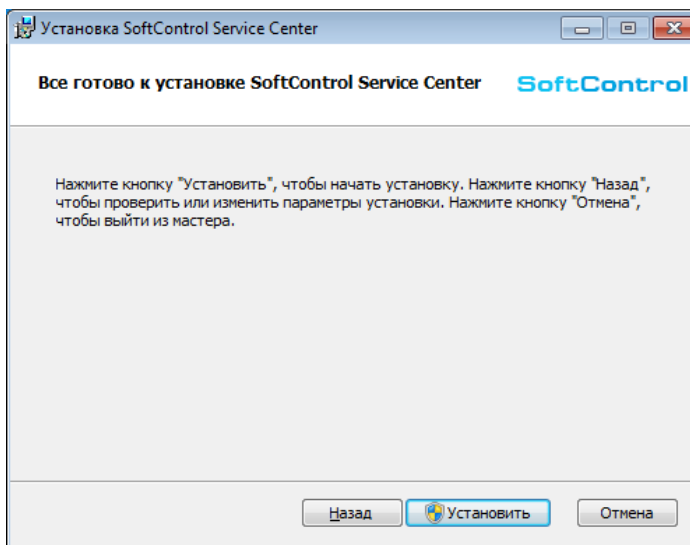 Установка SoftControl Service Center
Все готово к установке SoftControl Service Center
SoftControl
Нажмите кнопку "Установить", чтобы начать установку. Нажмите кнопку "Назад",
чтобы проверить или изменить параметры установки. Нажмите кнопку "Отмена",
чтобы выйти из мастера.
Назад
Установить
Отмена